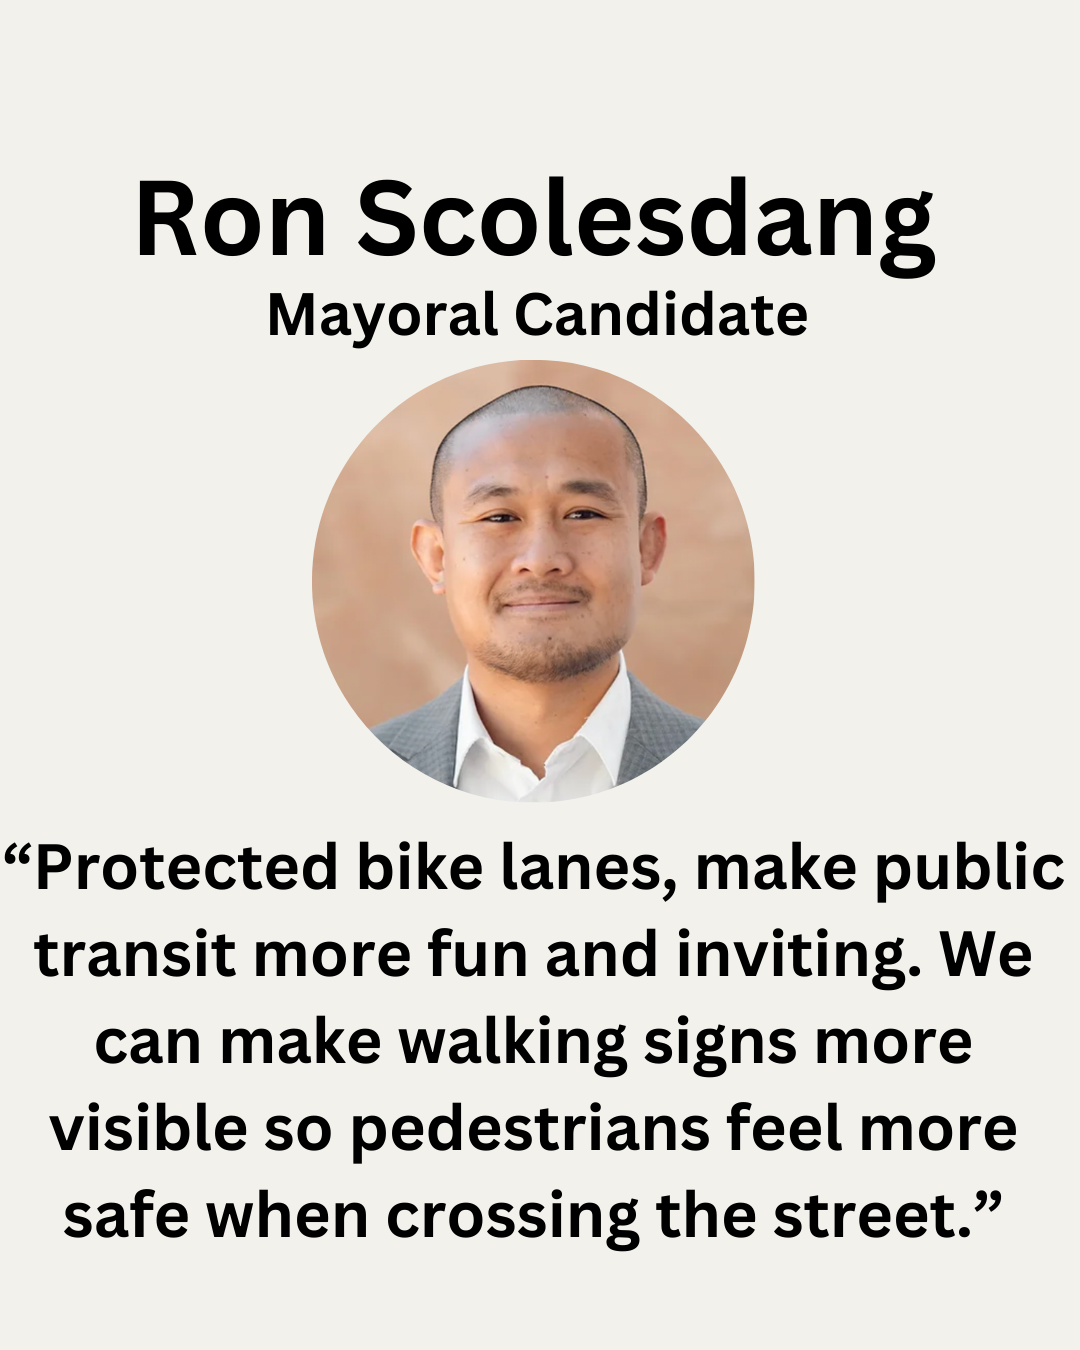 Ron Scolesdang
Mayoral Candidate
“Protected bike lanes, make public
transit more fun and inviting. We
can make walking signs more
visible so pedestrians feel more
safe when crossing the street.”